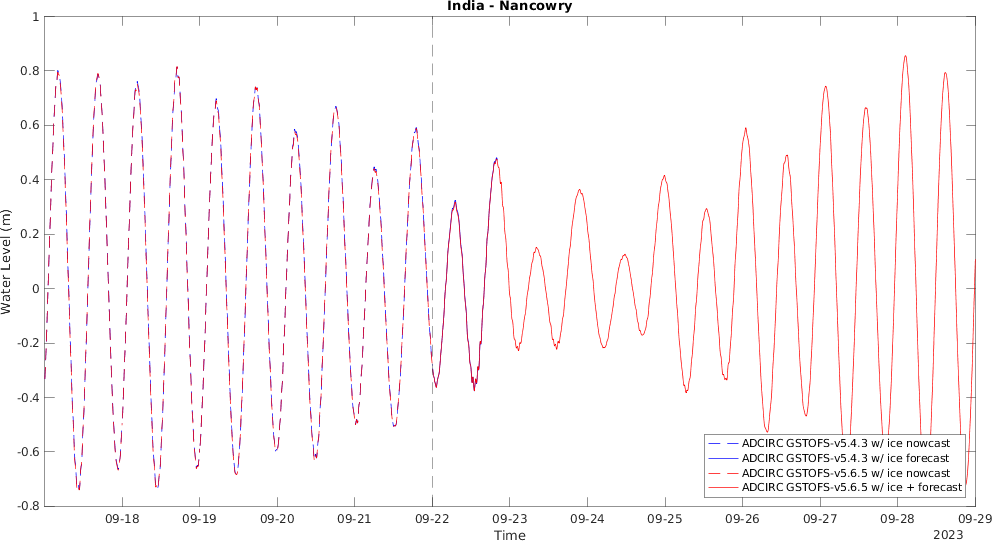 India - Nancowry
1
0.8
0.6
0.4
0.2
0
-0.2
-0.4
-0.6
-0.8
Water Level (m)
ADCIRC GSTOFS-v5.4.3 w/ ice nowcast
ADCIRC GSTOFS-v5.4.3 w/ ice forecast
ADCIRC GSTOFS-v5.6.5 w/ ice nowcast
ADCIRC GSTOFS-v5.6.5 w/ ice + forecast
09-18 09-19 09-20 09-21 09-22 09-23 09-24 09-25 09-26 09-27 09-28 09-29
Time 2023